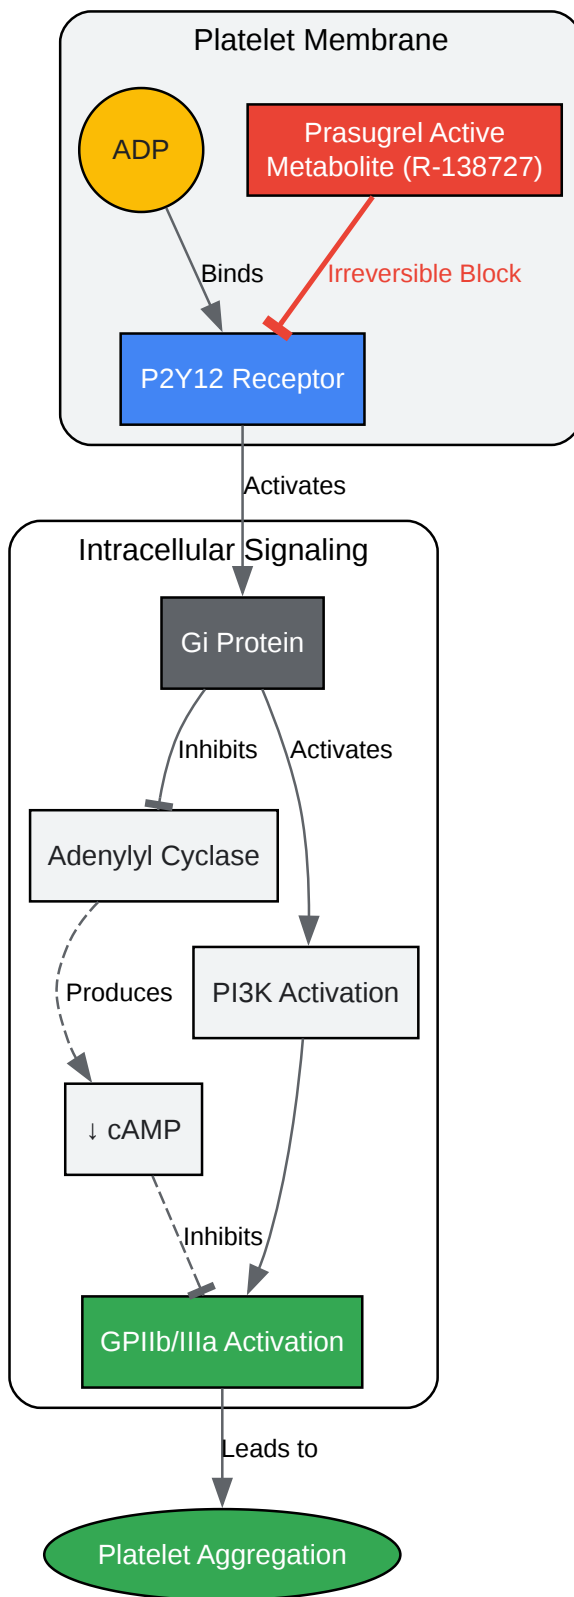 Platelet Membrane
ADP
Prasugrel Active
Metabolite (R-138727)
Binds
Irreversible Block
P2Y12 Receptor
Activates
Intracellular Signaling
Gi Protein
Inhibits
Activates
Adenylyl Cyclase
Produces
PI3K Activation
↓ cAMP
Inhibits
GPIIb/IIIa Activation
Leads to
Platelet Aggregation